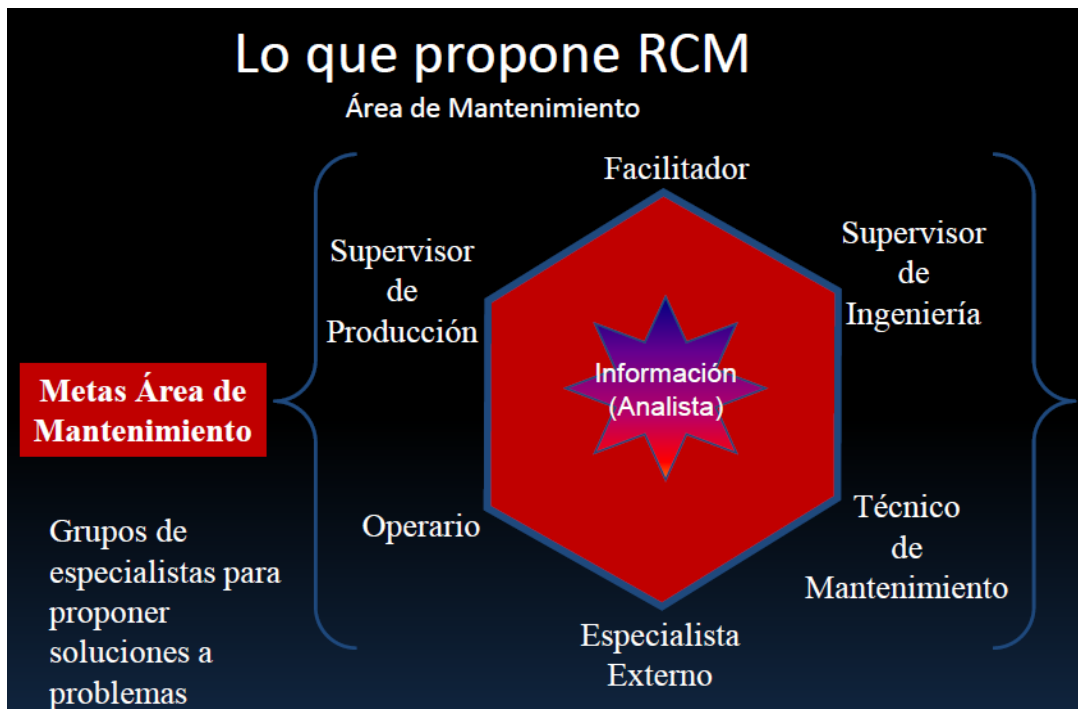 Lo que propone RCM
Área de Mantenimiento
Facilitador
Supervisor
de
Producción
Supervisor
de
Ingeniería
Información
(Analista)
Metas Área de
Mantenimiento
Operario
Técnico
de
Mantenimiento
Grupos de
especialistas para
proponer
soluciones a
problemas
Especialista
Externo